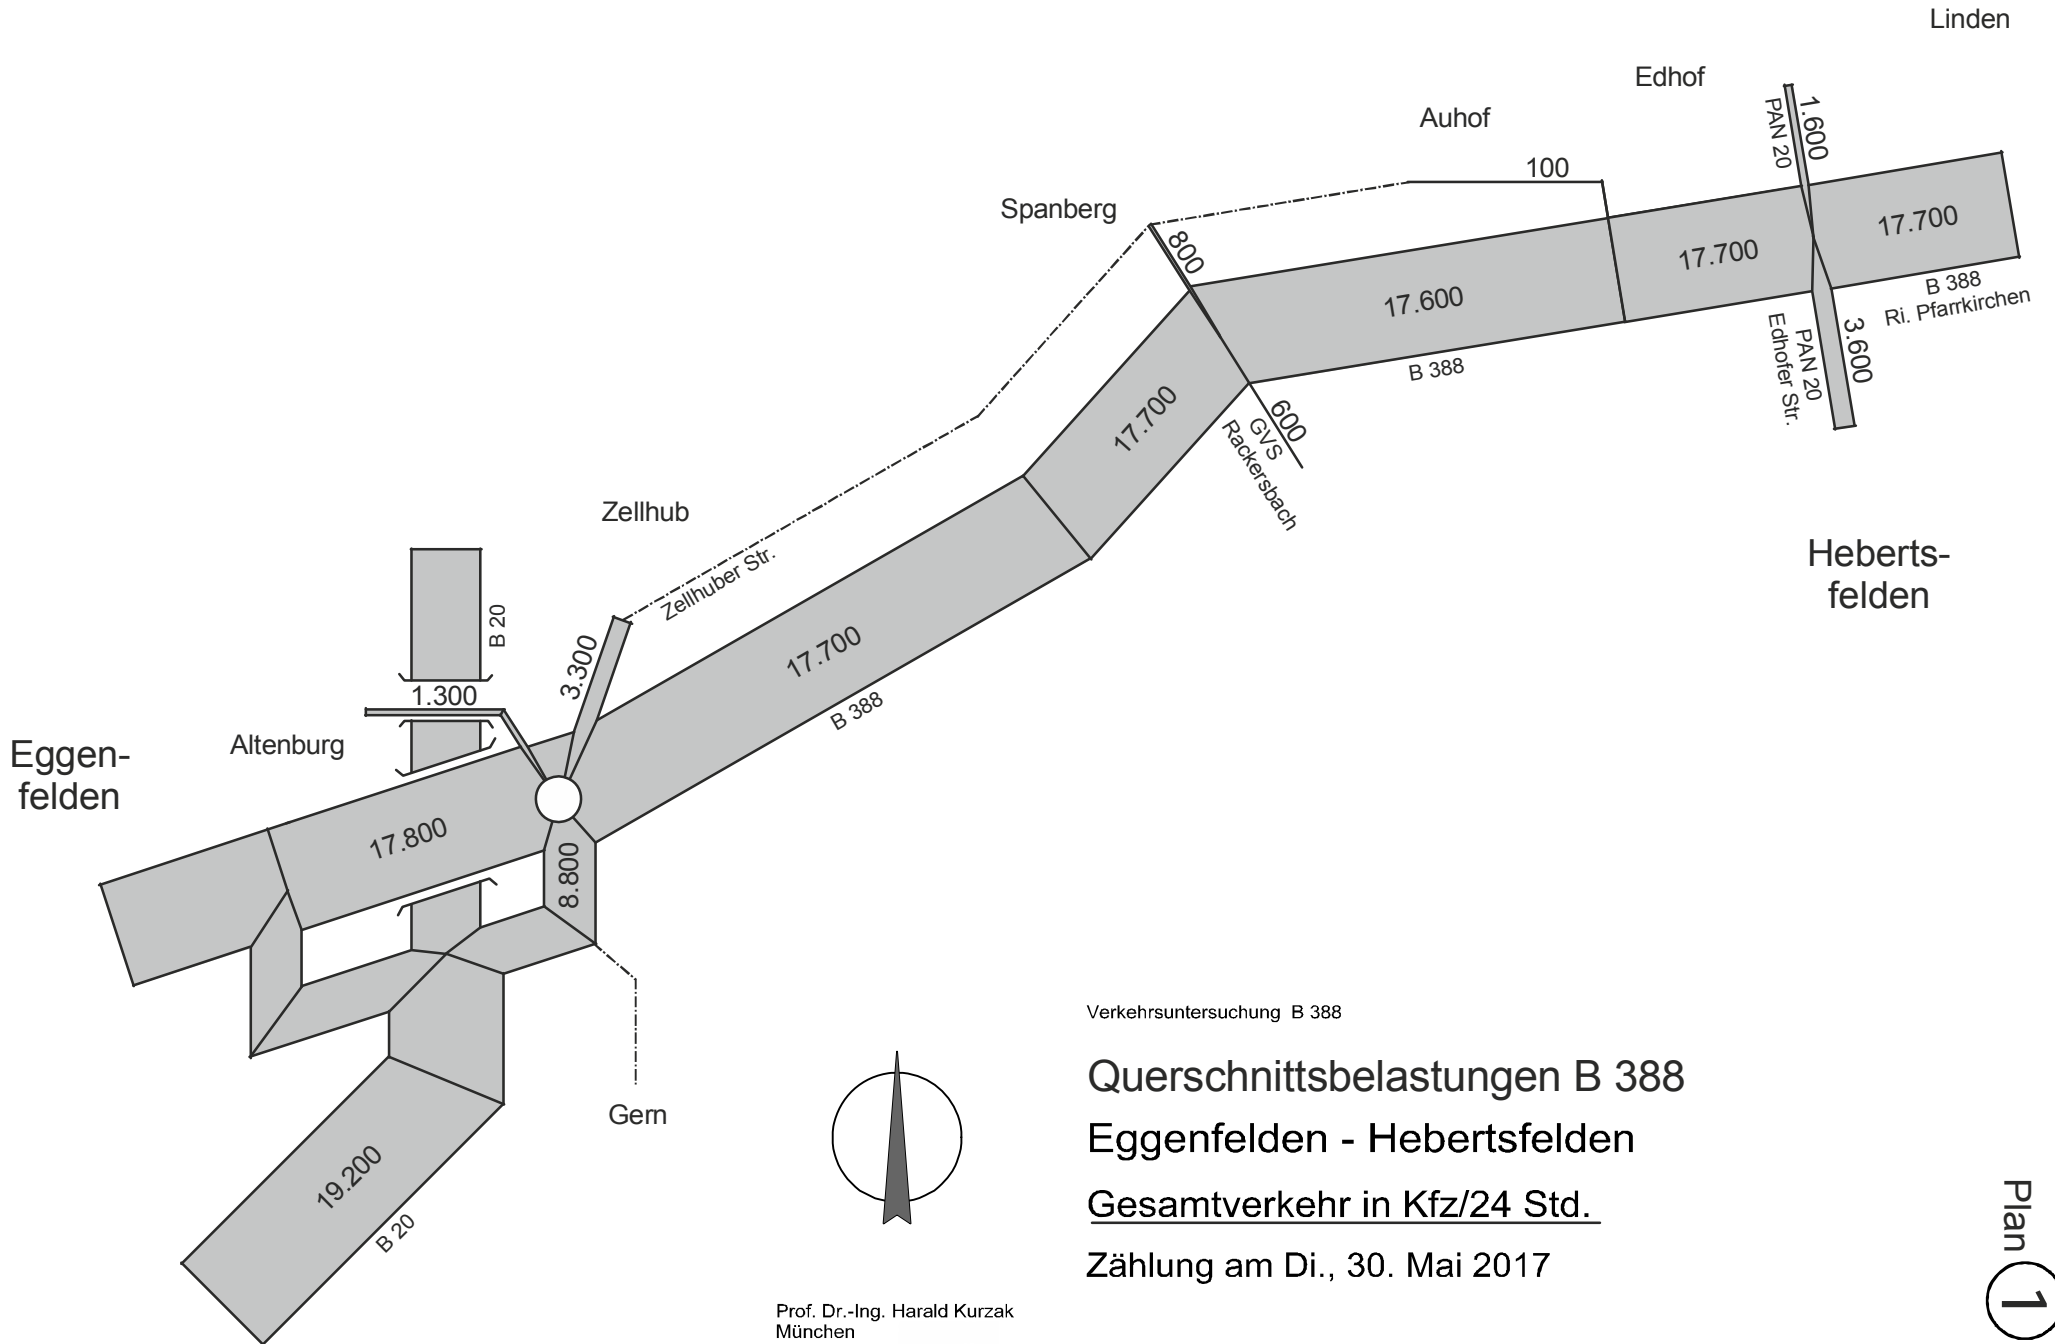 Linden
Edhof
Auhof
1.600
PAN 20
100
Spanberg
800
17.700
17.700
17.600
B 388
Ri. Pfarrkirchen
B 388
PAN 20
Edhofer Str.
3.600
17.700
600
GVS
Rackersbach
Zellhub
Zellhuber Str.
Heberts-
felden
B 20
3.300
17.700
B 388
1.300
Altenburg
Eggen-
felden
17.800
8.800
Gern
19.200
B 20
Verkehrsuntersuchung B 388
Querschnittsbelastungen B 388
Eggenfelden - Hebertsfelden
Gesamtverkehr in Kfz/24 Std.
Zählung am Di., 30. Mai 2017
Prof. Dr.-Ing. Harald Kurzak
München
Plan 1